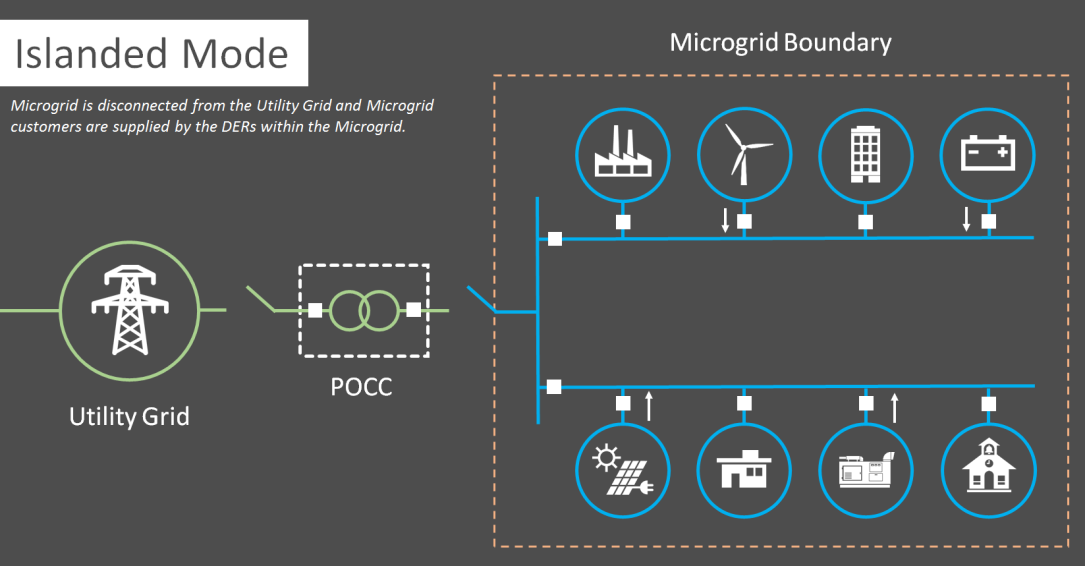 Islanded Mode
Microgrid is disconnected from the Utility Grid and Microgrid
customers are supplied by the DERs within the Microgrid.
Microgrid Boundary
POCC
Utility Grid